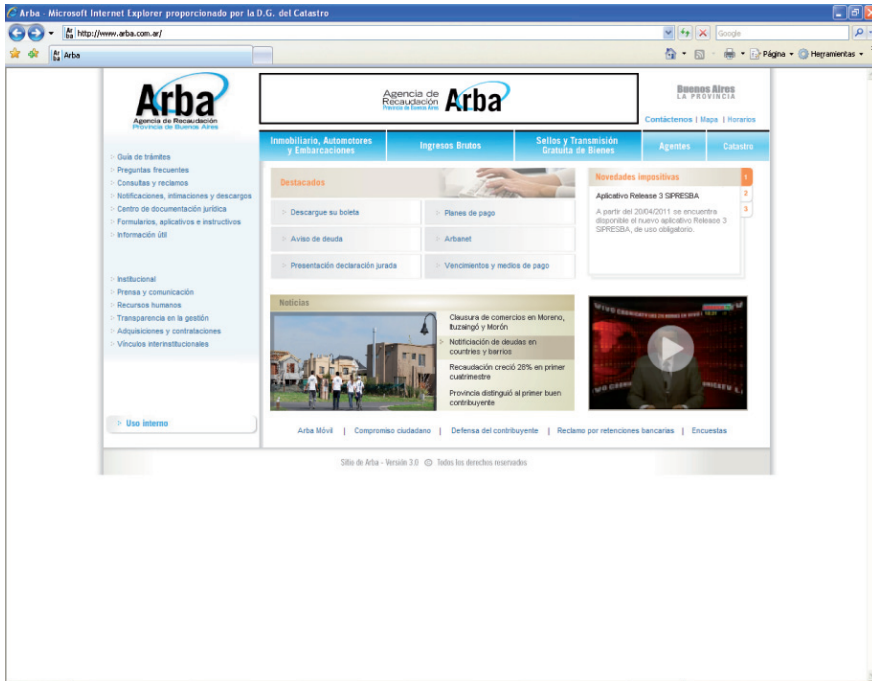 Arba - Microsoft Internet Explorer proporcionado por la D.G. del Catastro
http://www.arba.com.ar/
Google
Arba
Página
Herramientas
Arba
Agencia de Recaudación
Provincia de Buenos Aires
Agencia de
Recaudación
Provincia de Buenos Aires
Arba
Buenos Aires
LA PROVINCIA
Contáctenos | Mapa | Horarios
Inmobiliario, Automotores
y Embarcaciones
Ingresos Brutos
Sellos y Transmisión
Gratuita de Bienes
Agentes
Catastro
Guía de trámites
Preguntas frecuentes
Consultas y reclamos
Notificaciones, intimaciones y descargos
Centro de documentación jurídica
Formularios, aplicativos e instructivos
Información útil
Institucional
Prensa y comunicación
Recursos humanos
Transparencia en la gestión
Adquisiciones y contrataciones
Vínculos interinstitucionales
Uso interno
Destacados
Descargue su boleta
Planes de pago
Aviso de deuda
Arbanet
Presentación declaración jurada
Vencimientos y medios de pago
Novedades impositivas
1
2
3
Aplicativo Release 3 SIPRESBA
A partir del 20/04/2011 se encuentra
disponible el nuevo aplicativo Release 3
SIPRESBA, de uso obligatorio.
Noticias
Clausura de comercios en Moreno,
Ituzaingó y Morón
Notificiación de deudas en
countries y barrios
Recaudación creció 28% en primer
cuatrimestre
Provincia distinguió al primer buen
contribuyente
Arba Móvil | Compromiso ciudadano | Defensa del contribuyente | Reclamo por retenciones bancarias | Encuestas
Sitio de Arba - Versión 3.0 © Todos los derechos reservados